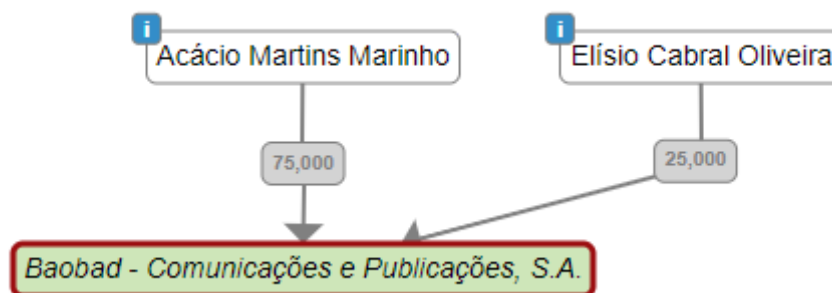 i
Acácio Martins Marinho
i
Elísio Cabral Oliveira
75,000
25,000
Baobad - Comunicações e Publicações, S.A.